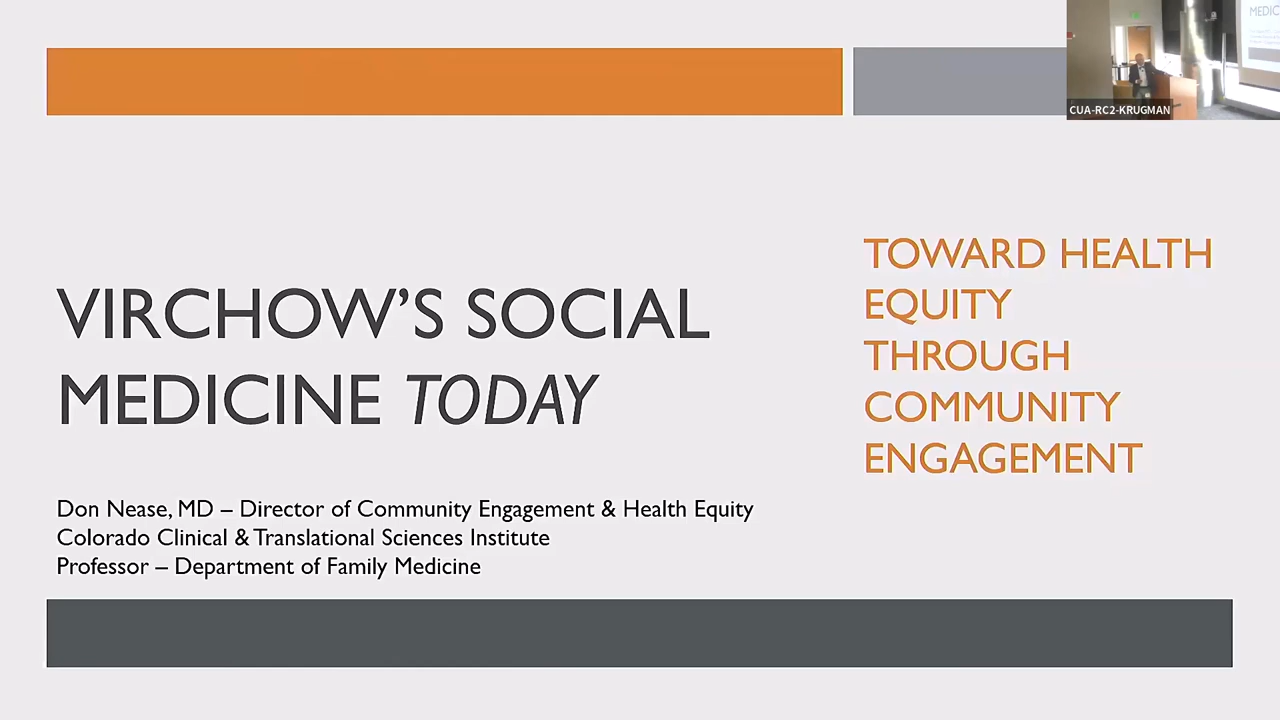 MEDIC
CUA-RC2-KRUGMAN
VIRCHOW’S SOCIAL
MEDICINE TODAY
TOWARD HEALTH
EQUITY
THROUGH
COMMUNITY
ENGAGEMENT
Don Nease, MD – Director of Community Engagement & Health Equity
Colorado Clinical & Translational Sciences Institute
Professor – Department of Family Medicine